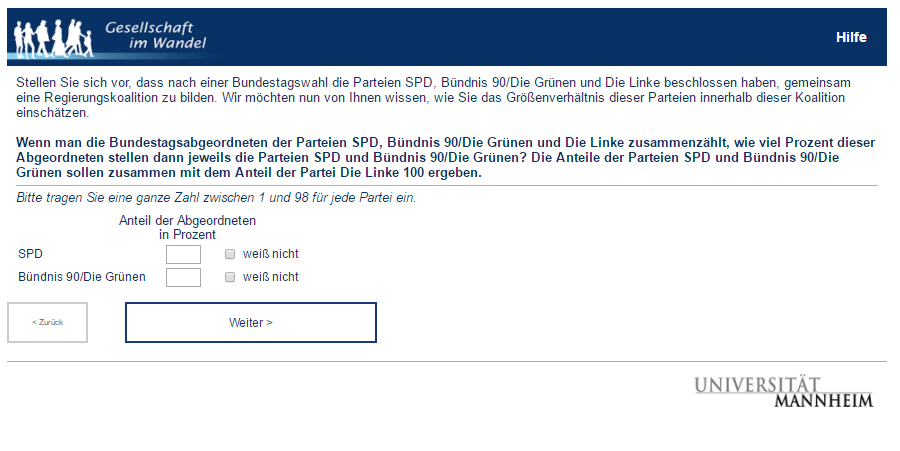 Gesellschaft
im Wandel
Hilfe
Stellen Sie sich vor, dass nach einer Bundestagswahl die Parteien SPD, Bündnis 90/Die Grünen und Die Linke beschlossen haben, gemeinsam
eine Regierungskoalition zu bilden. Wir möchten nun von Ihnen wissen, wie Sie das Größenverhältnis dieser Parteien innerhalb dieser Koalition
einschätzen.
Wenn man die Bundestagsabgeordneten der Parteien SPD, Bündnis 90/Die Grünen und Die Linke zusammenzählt, wie viel Prozent dieser
Abgeordneten stellen dann jeweils die Parteien SPD und Bündnis 90/Die Grünen? Die Anteile der Parteien SPD und Bündnis 90/Die
Grünen sollen zusammen mit dem Anteil der Partei Die Linke 100 ergeben.
Bitte tragen Sie eine ganze Zahl zwischen 1 und 98 für jede Partei ein.
Anteil der Abgeordneten
in Prozent
SPD weiß nicht
Bündnis 90/Die Grünen weiß nicht
< Zurück Weiter >
UNIVERSITÄT
MANNHEIM